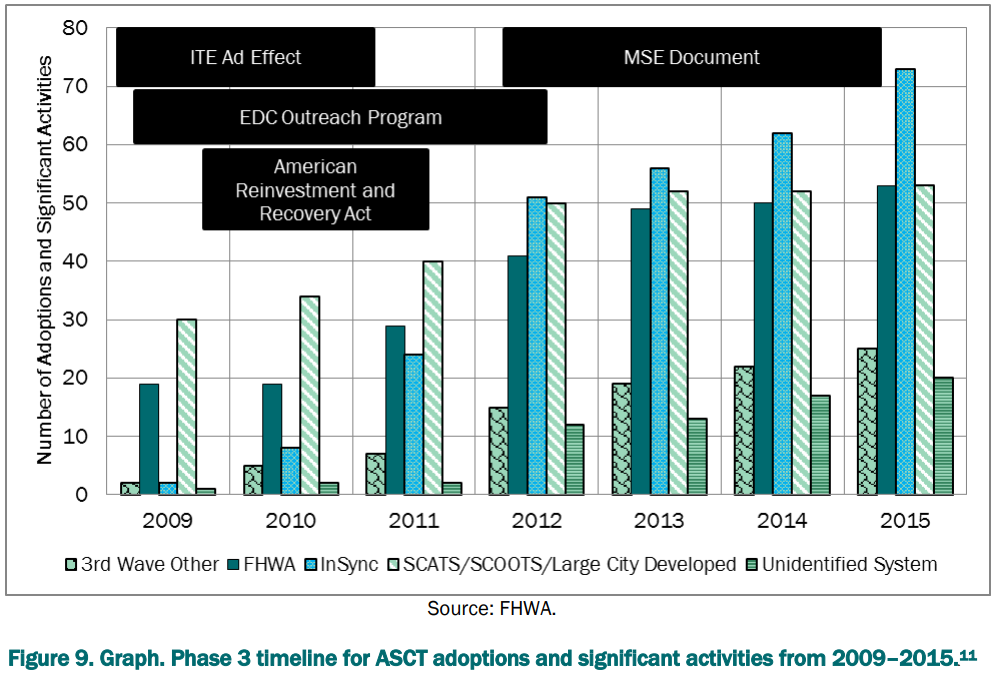 Number of Adoptions and Significant Activities
80
70
60
50
40
30
20
10
0
ITE Ad Effect
MSE Document
EDC Outreach Program
American
Reinvestment and
Recovery Act
2009 2010 2011 2012 2013 2014 2015
3rd Wave Other FHWA InSync SCATS/SCOOTS/Large City Developed Unidentified System
Source: FHWA.
Figure 9. Graph. Phase 3 timeline for ASCT adoptions and significant activities from 2009–2015.11